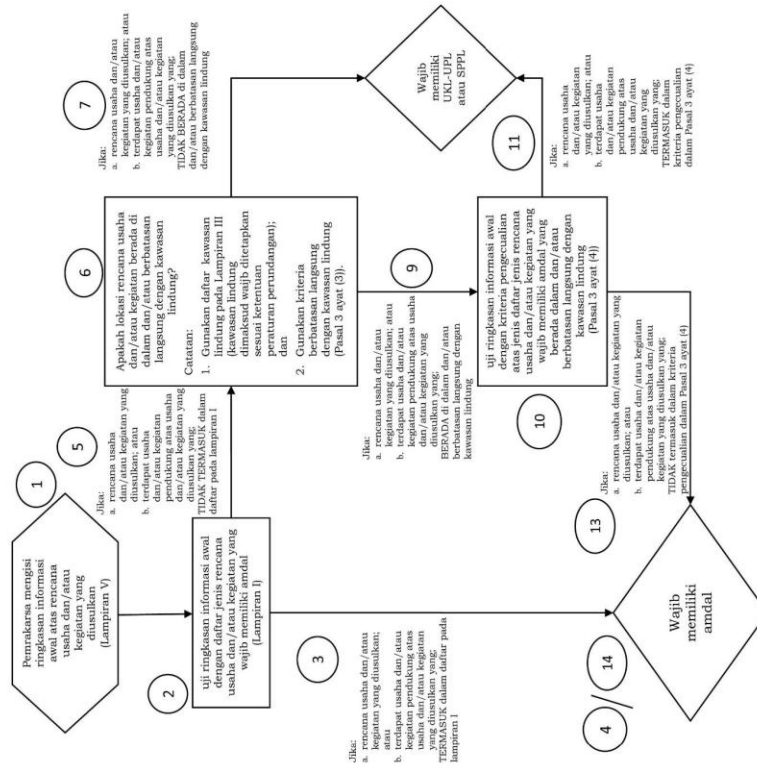 1
Pemrakarsa mengisi
ringkasan informasi
awal atas rencana
usaha dan/atau
kegiatan yang
diusulkan
(Lampiran V)
2
uji ringkasan informasi awal
dengan daftar jenis rencana
usaha dan/atau kegiatan yang
wajib memiliki amdal
(Lampiran I)
3
Jika:
a. rencana usaha dan/atau
kegiatan yang diusulkan;
atau
b. terdapat usaha dan/atau
kegiatan pendukung atas
usaha dan/atau kegiatan
yang diusulkan yang;
TERMASUK dalam daftar pada
lampiran I
4 / 14
Wajib
memiliki
amdal
5
Jika:
a. rencana usaha
dan/atau kegiatan yang
diusulkan; atau
b. terdapat usaha
dan/atau kegiatan
pendukung atas usaha
dan/atau kegiatan yang
diusulkan yang;
TIDAK TERMASUK dalam
daftar pada lampiran I
6
Apakah lokasi rencana usaha
dan/atau kegiatan berada di
dalam dan/atau berbatasan
langsung dengan kawasan
lindung?
Catatan:
1. Gunakan daftar kawasan
lindung pada Lampiran III
(kawasan lindung
dimaksud waijb ditetapkan
sesuai ketentuan
peraturan perundangan);
dan
2. Gunakan kriteria
berbatasan langsung
dengan kawasan lindung
(Pasal 3 ayat (3)).
7
Jika:
a. rencana usaha dan/atau
kegiatan yang diusulkan; atau
b. terdapat usaha dan/atau
kegiatan pendukung atas
usaha dan/atau kegiatan
yang diusulkan yang;
TIDAK BERADA di dalam
dan/atau berbatasan langsung
dengan kawasan lindung
Wajib
memiliki
UKL-UPL
atau SPPL
9
Jika:
a. rencana usaha dan/atau
kegiatan yang diusulkan; atau
b. terdapat usaha dan/atau
kegiatan pendukung atas usaha
dan/atau kegiatan yang
diusulkan yang;
BERADA di dalam dan/atau
berbatasan langsung dengan
kawasan lindung
10
uji ringkasan informasi awal
dengan kriteria pengecualian
atas jenis daftar jenis rencana
usaha dan/atau kegiatan yang
wajib memiliki amdal yang
berada dalam dan/atau
berbatasan langsung dengan
kawasan lindung
(Pasal 3 ayat (4))
11
Jika:
a. rencana usaha
dan/atau kegiatan
yang diusulkan; atau
b. terdapat usaha
dan/atau kegiatan
pendukung atas
usaha dan/atau
kegiatan yang
diusulkan yang;
TERMASUK dalam
kriteria pengecualian
dalam Pasal 3 ayat (4)
13
Jika:
a. rencana usaha dan/atau kegiatan yang
diusulkan; atau
b. terdapat usaha dan/atau kegiatan
pendukung atas usaha dan/atau
kegiatan yang diusulkan yang;
TIDAK termasuk dalam kriteria
pengecualian dalam Pasal 3 ayat (4)